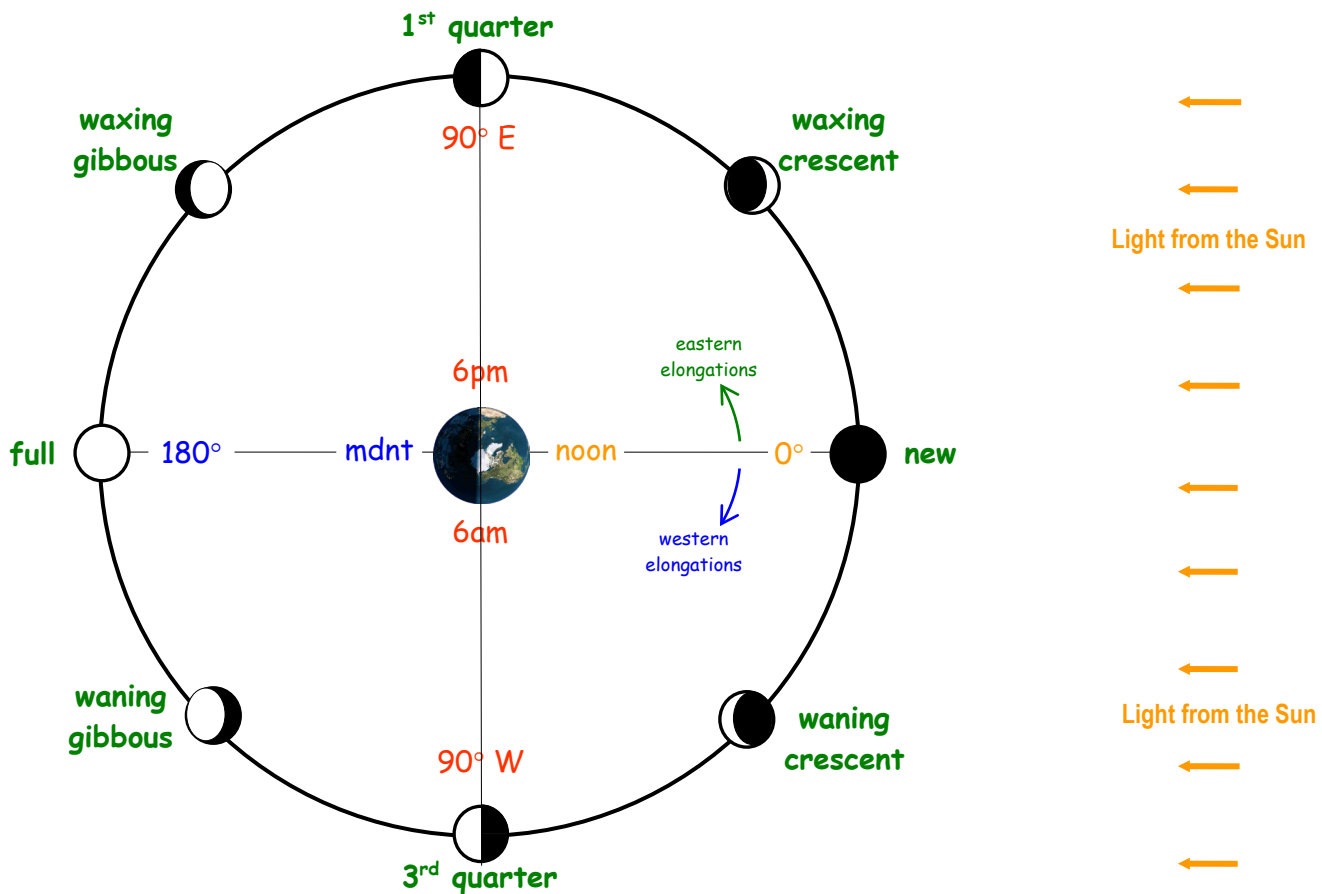 1st quarter
waxing
gibbous
90° E
waxing
crescent
Light from the Sun
eastern
elongations
6pm
full
180°
mdnt
noon
0°
new
6am
western
elongations
waning
gibbous
90° W
waning
crescent
Light from the Sun
3rd quarter